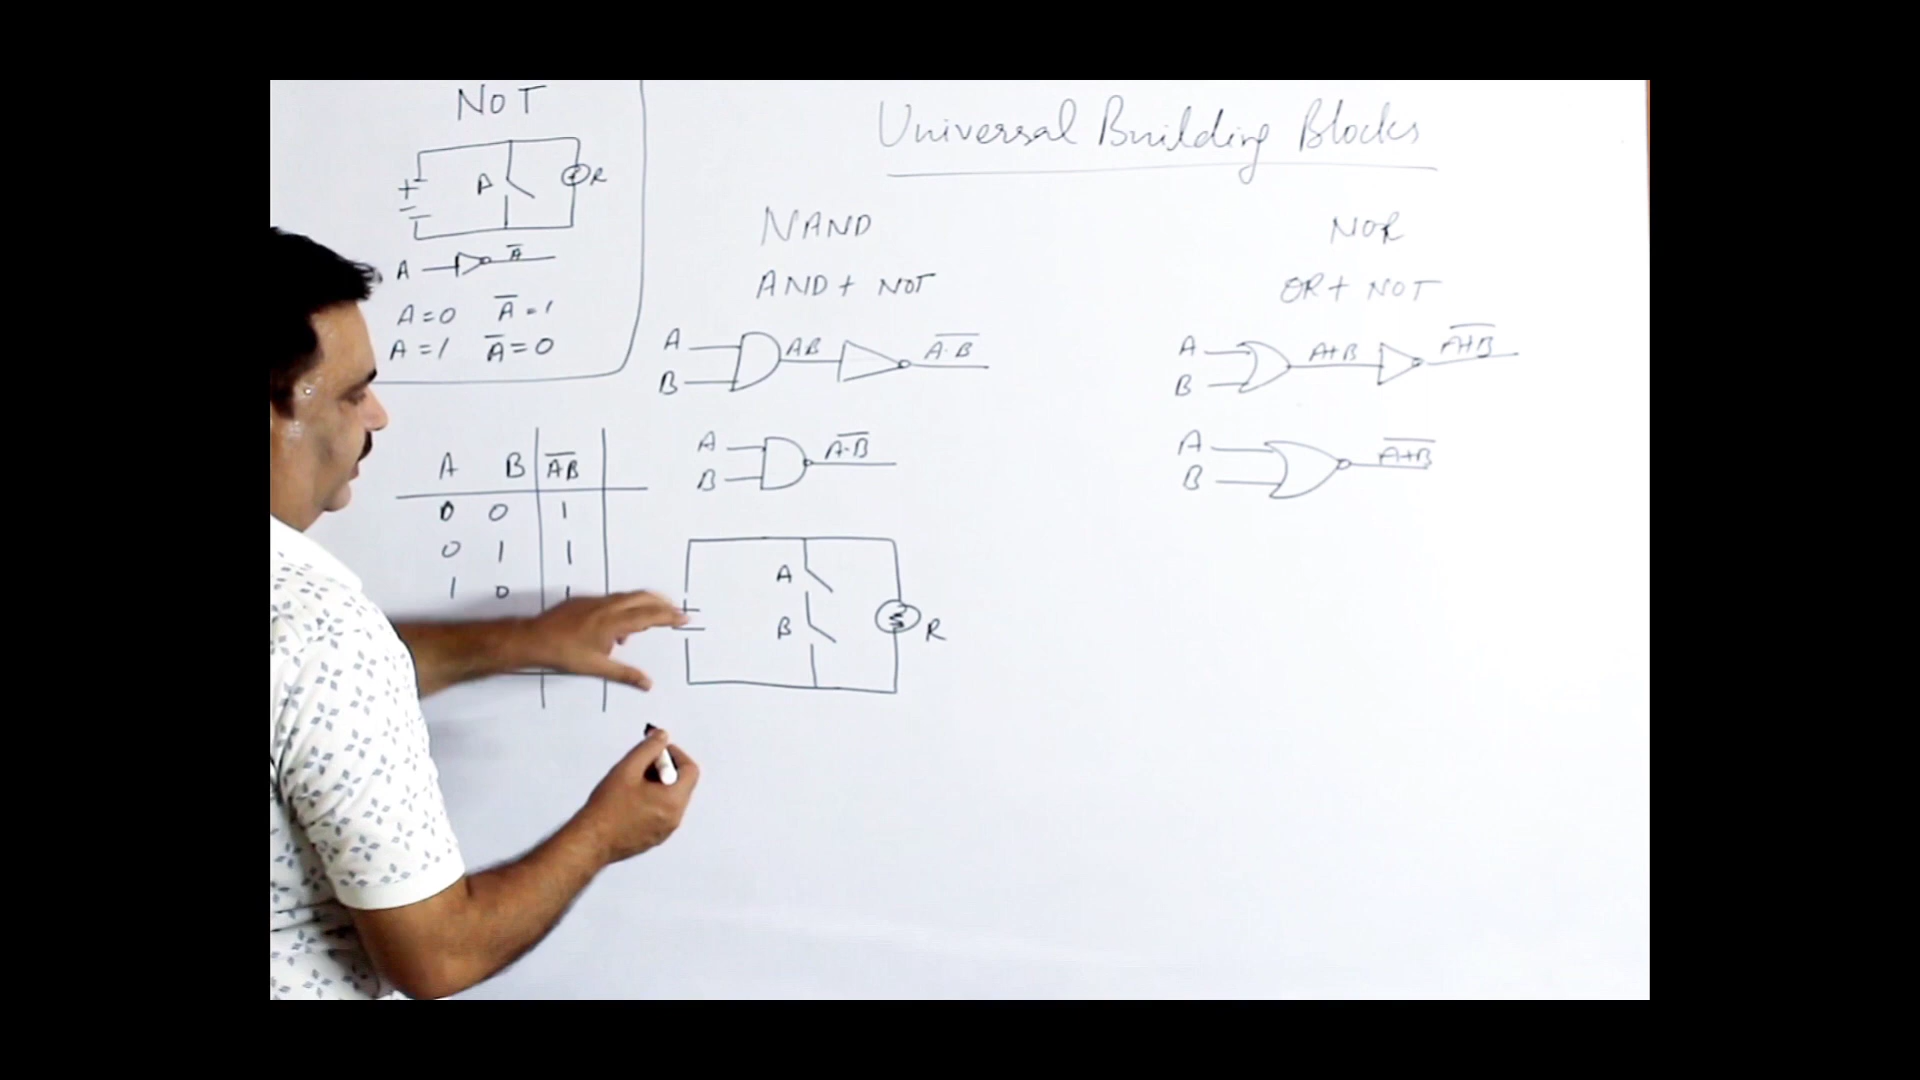 NOT
A
R
+
-
A
A̅
A=0 A̅=1
A=1 A̅=0
Universal Building Blocks
NAND
AND + NOT
A
B
AB
A̅·̅B̅
A
B
A̅·̅B̅
A
B
R
A B A̅B̅
0 0 1
0 1 1
1 0 1
NOR
OR + NOT
A
B
A+B
A̅+̅B̅
A
B
A̅+̅B̅